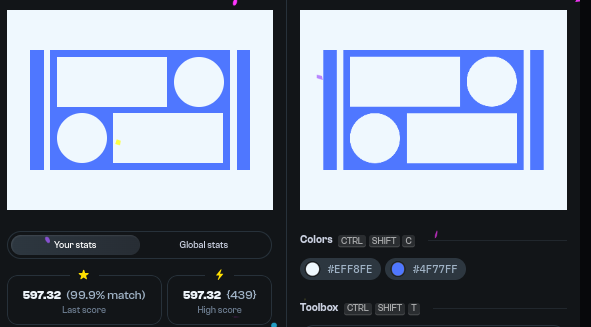 Your stats
Global stats
597.32 (99.9% match)
Last score
597.32 {439}
High score
Colors CTRL SHIFT C
#EFF8FE
#4F77FF
Toolbox CTRL SHIFT T